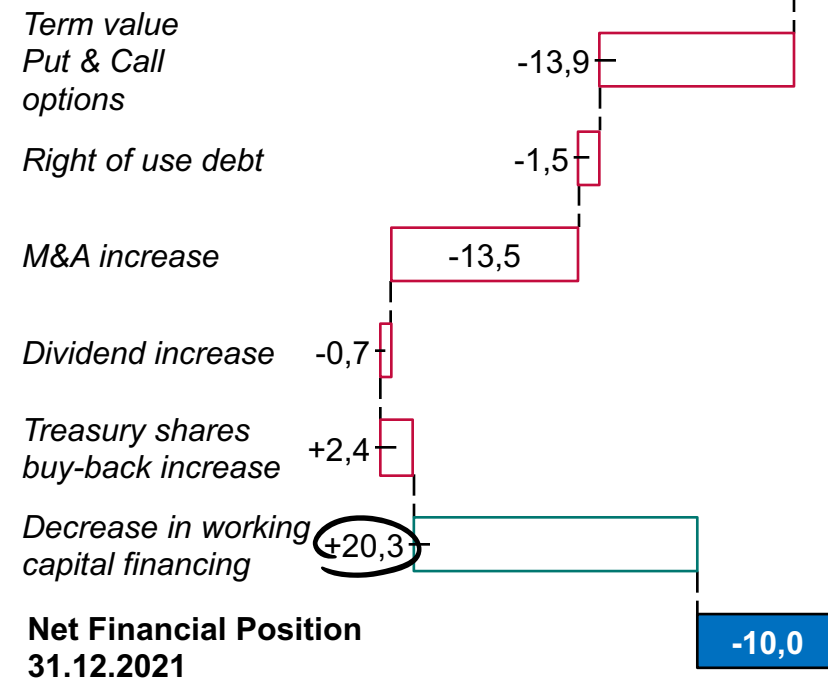 Term value
Put & Call
options
-13,9
Right of use debt
-1,5
M&A increase
-13,5
Dividend increase
-0,7
Treasury shares
buy-back increase
+2,4
Decrease in working
capital financing
+20,3
Net Financial Position
31.12.2021
-10,0